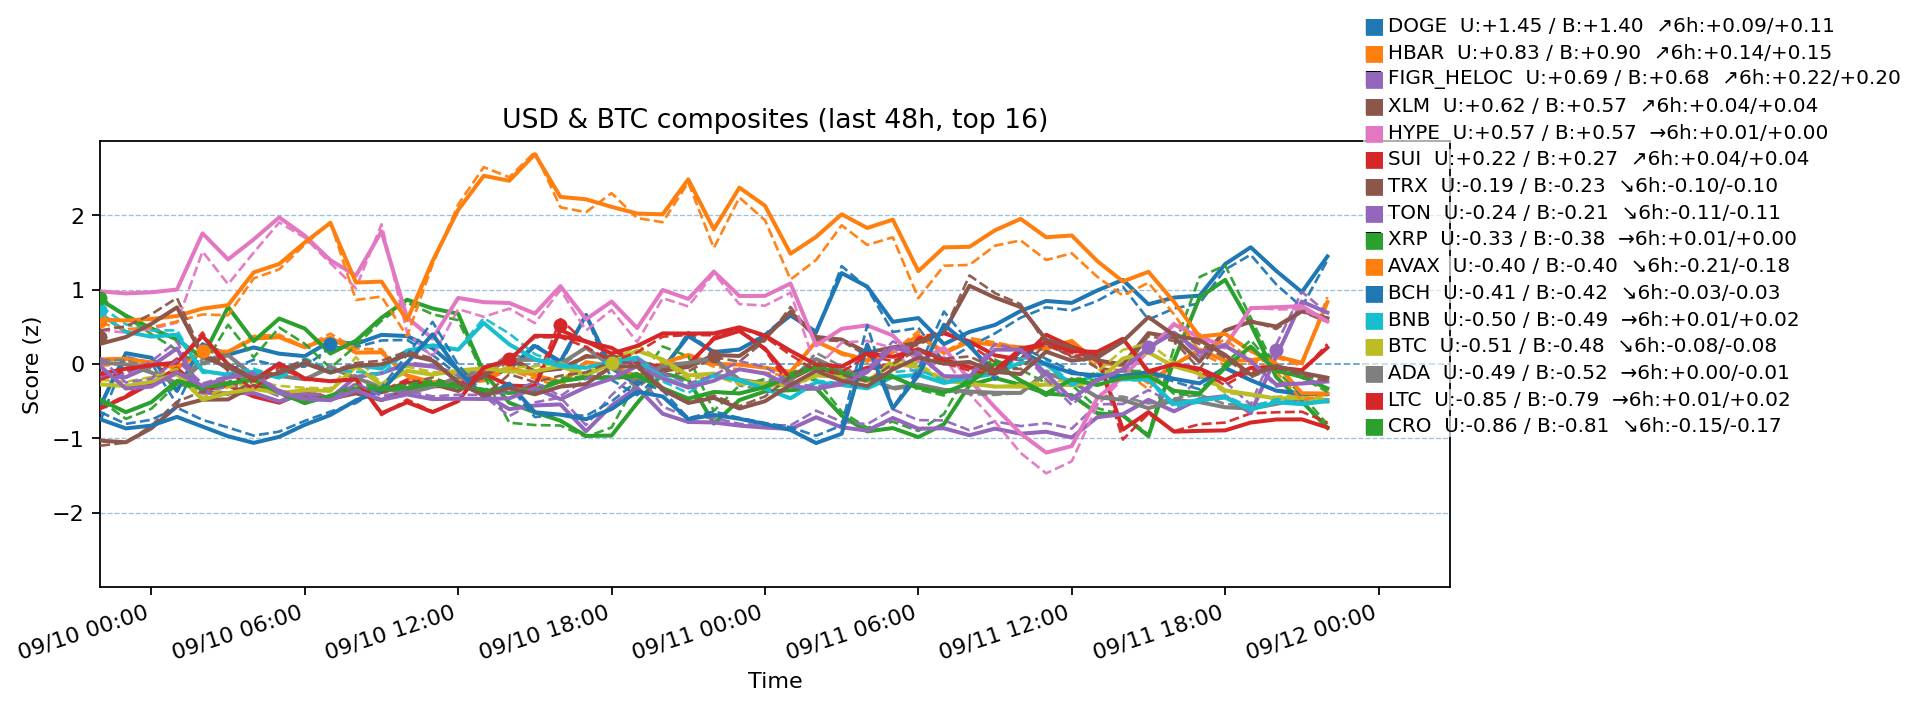 DOGE U:+1.45 / B:+1.40 ↗6h:+0.09/+0.11
HBAR U:+0.83 / B:+0.90 ↗6h:+0.14/+0.15
FIGR_HELOC U:+0.69 / B:+0.68 ↗6h:+0.22/+0.20
XLM U:+0.62 / B:+0.57 ↗6h:+0.04/+0.04
HYPE U:+0.57 / B:+0.57 →6h:+0.01/+0.00
SUI U:+0.22 / B:+0.27 ↗6h:+0.04/+0.04
TRX U:-0.19 / B:-0.23 ↘6h:-0.10/-0.10
TON U:-0.24 / B:-0.21 ↘6h:-0.11/-0.11
XRP U:-0.33 / B:-0.38 →6h:+0.01/+0.00
AVAX U:-0.40 / B:-0.40 ↘6h:-0.21/-0.18
BCH U:-0.41 / B:-0.42 ↘6h:-0.03/-0.03
BNB U:-0.50 / B:-0.49 →6h:+0.01/+0.02
BTC U:-0.51 / B:-0.48 ↘6h:-0.08/-0.08
ADA U:-0.49 / B:-0.52 →6h:+0.00/-0.01
LTC U:-0.85 / B:-0.79 →6h:+0.01/+0.02
CRO U:-0.86 / B:-0.81 ↘6h:-0.15/-0.17
USD & BTC composites (last 48h, top 16)
Score (z)
2
1
0
−1
−2
09/10 00:00
09/10 06:00
09/10 12:00
09/10 18:00
09/11 00:00
09/11 06:00
09/11 12:00
09/11 18:00
09/12 00:00
Time